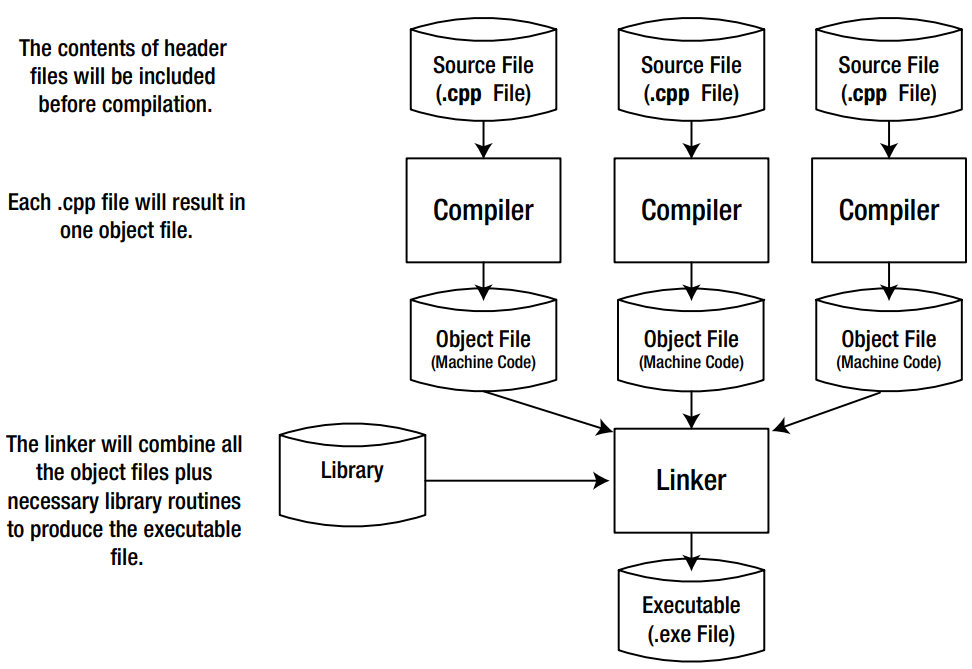 The contents of header
files will be included
before compilation.
Source File
(.cpp File)
Source File
(.cpp File)
Source File
(.cpp File)
Each .cpp file will result in
one object file.
Compiler
Compiler
Compiler
Object File
(Machine Code)
Object File
(Machine Code)
Object File
(Machine Code)
The linker will combine all
the object files plus
necessary library routines
to produce the executable
file.
Library
Linker
Executable
(.exe File)